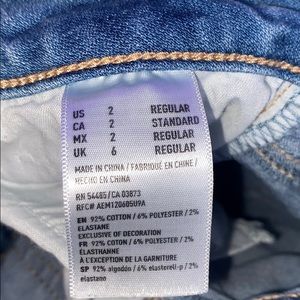 US 2 REGULAR
CA 2 STANDARD
MX 2 REGULAR
UK 6 REGULAR
MADE IN CHINA / FABRIQUÉ EN CHINE /
HECHO EN CHINA
RN 54485/CA 03873
RFC# AEM120605U9A
EN 92% COTTON / 6% POLYESTER / 2%
ELASTANE
EXCLUSIVE OF DECORATION
FR 92% COTON / 6% POLYESTER / 2%
ÉLASTHANNE
À L'EXCEPTION DE LA GARNITURE
SP 92% algodón / 6% elasterell-p / 2%
elastano